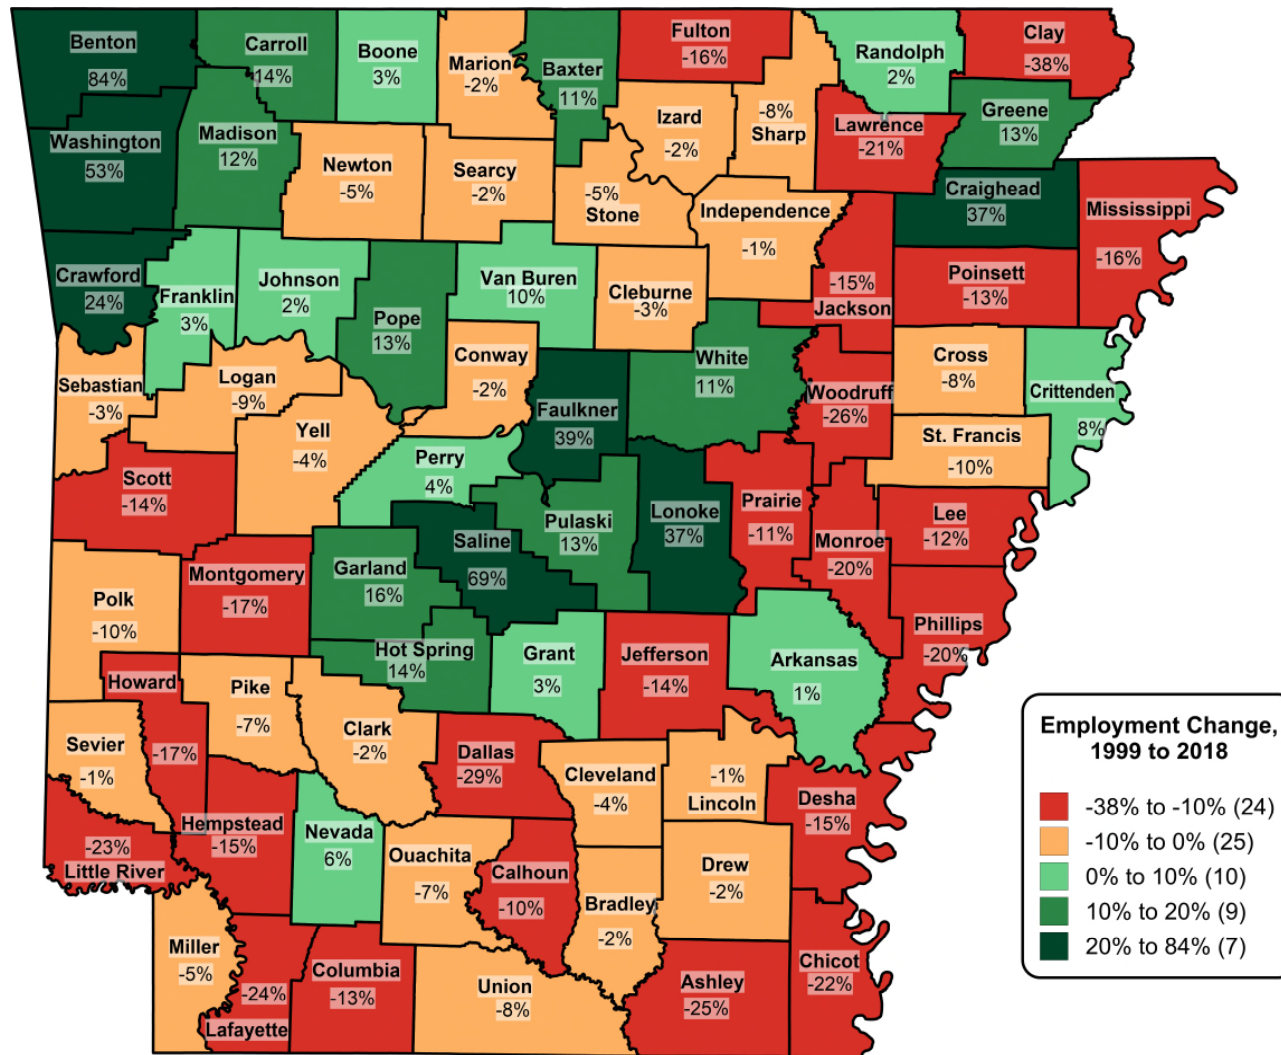 Benton
84%
Carroll
14%
Boone
3%
Marion
-2%
Baxter
11%
Fulton
-16%
Randolph
2%
Clay
-38%
Washington
53%
Madison
12%
Newton
-5%
Searcy
-2%
-5%
Stone
Izard
-2%
-8%
Sharp
Lawrence
-21%
Greene
13%
Craighead
37%
Mississippi
-16%
Independence
-1%
Crawford
24%
Franklin
3%
Johnson
2%
Pope
13%
Van Buren
10%
Cleburne
-3%
-15%
Jackson
Poinsett
-13%
Sebastian
-3%
Logan
-9%
Conway
-2%
White
11%
Woodruff
-26%
Cross
-8%
Crittenden
8%
Yell
-4%
Faulkner
39%
St. Francis
-10%
Scott
-14%
Perry
4%
Saline
69%
Pulaski
13%
Lonoke
37%
Prairie
-11%
Monroe
-20%
Lee
-12%
Polk
-10%
Montgomery
-17%
Garland
16%
Hot Spring
14%
Grant
3%
Jefferson
-14%
Arkansas
1%
Phillips
-20%
Howard
-17%
Pike
-7%
Clark
-2%
Sevier
-1%
Dallas
-29%
Cleveland
-4%
-1%
Lincoln
Desha
-15%
-23%
Little River
Hempstead
-15%
Nevada
6%
Ouachita
-7%
Calhoun
-10%
Bradley
-2%
Drew
-2%
Miller
-5%
-24%
Lafayette
Columbia
-13%
Union
-8%
Ashley
-25%
Chicot
-22%
Employment Change,
1999 to 2018
-38% to -10% (24)
-10% to 0% (25)
0% to 10% (10)
10% to 20% (9)
20% to 84% (7)